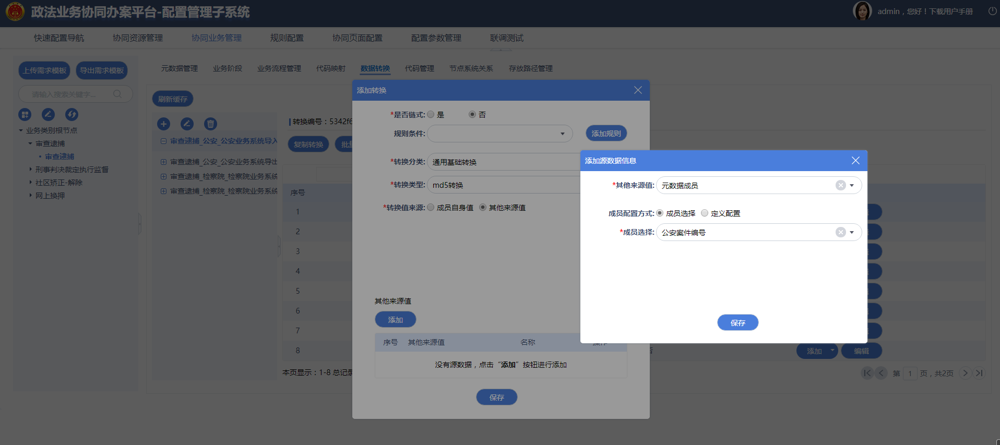 政法业务协同办案平台-配置管理子系统
admin，您好！下载用户手册
快速配置导航 协同资源管理 协同业务管理 规则配置 协同页面配置 配置参数管理 联调测试
上传需求模板 导出需求模板
元数据管理 业务阶段 业务流程管理 代码映射 数据转换 代码管理 节点系统关系 存放路径管理
请输入搜索关键字...
业务类别根节点
审查逮捕
审查逮捕
刑事判决裁定执行监督
社区矫正-解除
网上换押
刷新缓存
审查逮捕_公安_公安业务系统导入
审查逮捕_公安_公安业务系统导出
审查逮捕_检察院_检察院业务系统
审查逮捕_检察院_检察院业务系统
转换编号：5342f6
复制转换
序号
1
2
3
4
5
6
7
8
本页显示：1-8 总记录
添加 编辑
第 1 页，共2页
添加转换
*是否链式: 是 否
规则条件: 添加规则
*转换分类: 通用基础转换
*转换类型: md5转换
*转换值来源: 成员自身值 其他来源值
其他来源值
添加
序号 其他来源值 名称 操作
没有源数据，点击“添加”按钮进行添加
保存
添加源数据信息
*其他来源值: 元数据成员
成员配置方式: 成员选择 定义配置
*成员选择: 公安案件编号
保存